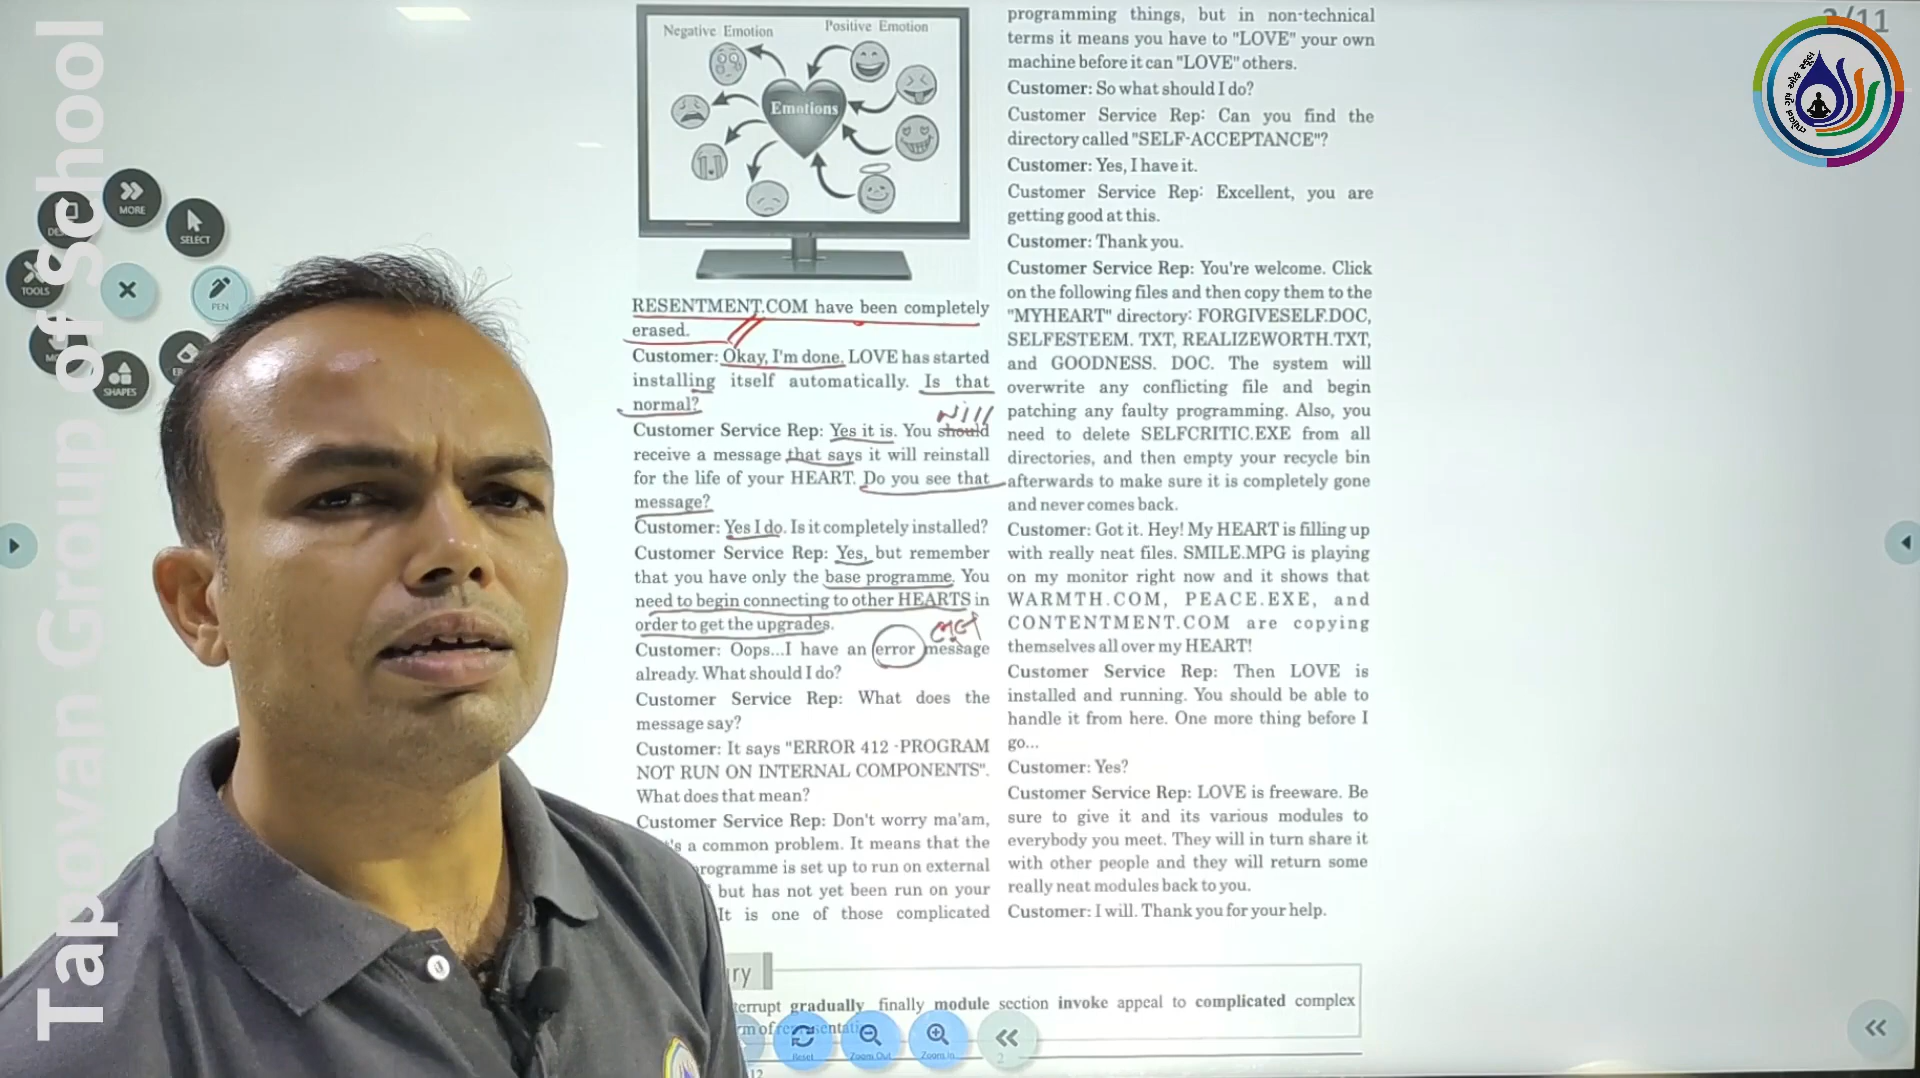 Tapovan Group of School
MORE
SELECT
TOOLS
PEN
SHAPES
Negative Emotion
Positive Emotion
Emotions
RESENTMENT.COM have been completely
erased.
Customer: Okay, I'm done. LOVE has started
installing itself automatically. Is that
normal?
Customer Service Rep: Yes it is. You should
receive a message that says it will reinstall
for the life of your HEART. Do you see that
message?
Customer: Yes I do. Is it completely installed?
Customer Service Rep: Yes, but remember
that you have only the base programme. You
need to begin connecting to other HEARTS in
order to get the upgrades.
Customer: Oops...I have an error message
already. What should I do?
Customer Service Rep: What does the
message say?
Customer: It says "ERROR 412 -PROGRAM
NOT RUN ON INTERNAL COMPONENTS".
What does that mean?
Customer Service Rep: Don't worry ma'am,
's a common problem. It means that the
rogramme is set up to run on external
but has not yet been run on your
It is one of those complicated
programming things, but in non-technical
terms it means you have to "LOVE" your own
machine before it can "LOVE" others.
Customer: So what should I do?
Customer Service Rep: Can you find the
directory called "SELF-ACCEPTANCE"?
Customer: Yes, I have it.
Customer Service Rep: Excellent, you are
getting good at this.
Customer: Thank you.
Customer Service Rep: You're welcome. Click
on the following files and then copy them to the
"MYHEART" directory: FORGIVESELF.DOC,
SELFESTEEM. TXT, REALIZEWORTH.TXT,
and GOODNESS. DOC. The system will
overwrite any conflicting file and begin
patching any faulty programming. Also, you
need to delete SELFCRITIC.EXE from all
directories, and then empty your recycle bin
afterwards to make sure it is completely gone
and never comes back.
Customer: Got it. Hey! My HEART is filling up
with really neat files. SMILE.MPG is playing
on my monitor right now and it shows that
WARMTH.COM, PEACE.EXE, and
CONTENTMENT.COM are copying
themselves all over my HEART!
Customer Service Rep: Then LOVE is
installed and running. You should be able to
handle it from here. One more thing before I
go...
Customer: Yes?
Customer Service Rep: LOVE is freeware. Be
sure to give it and its various modules to
everybody you meet. They will in turn share it
with other people and they will return some
really neat modules back to you.
Customer: I will. Thank you for your help.
ry
terrupt gradually finally module section invoke appeal to complicated complex
Reset
Zoom Out
Zoom In
2
12
/11